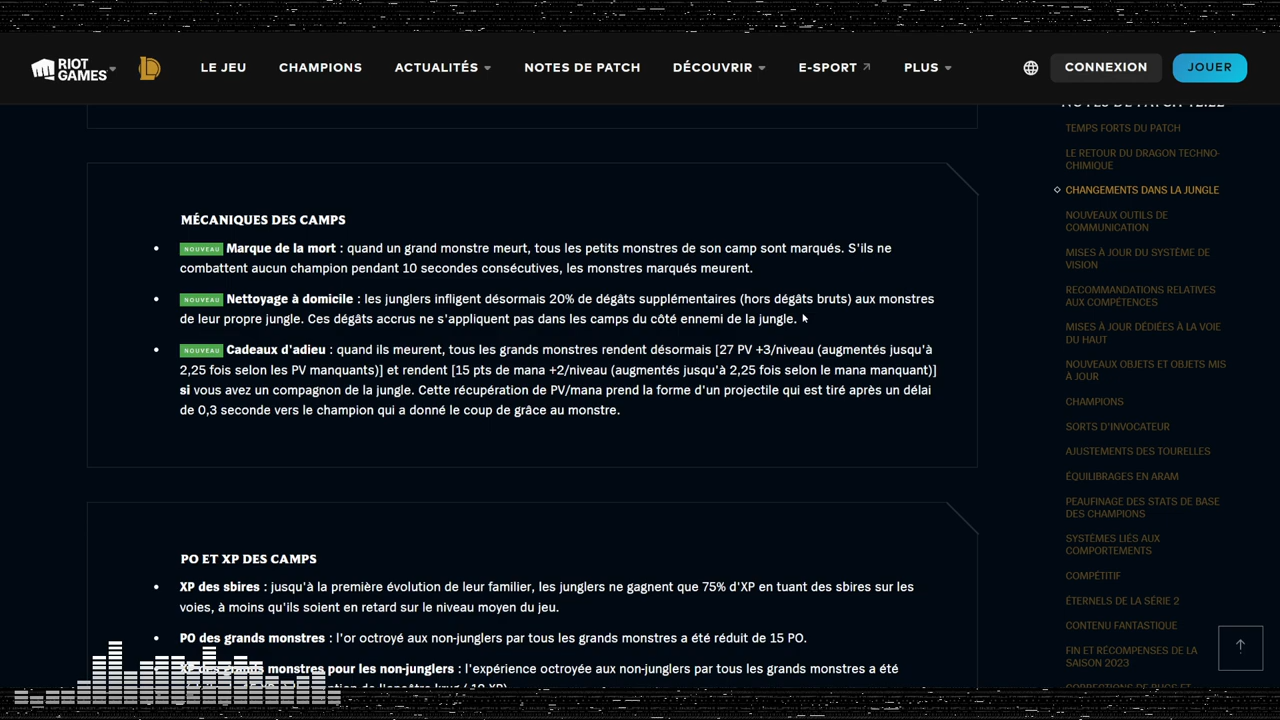 RIOT GAMES
LE JEU
CHAMPIONS
ACTUALITÉS
NOTES DE PATCH
DÉCOUVRIR
E-SPORT
PLUS
CONNEXION
JOUER
MÉCANIQUES DES CAMPS
NOUVEAU Marque de la mort : quand un grand monstre meurt, tous les petits monstres de son camp sont marqués. S'ils ne
combattent aucun champion pendant 10 secondes consécutives, les monstres marqués meurent.
NOUVEAU Nettoyage à domicile : les junglers infligent désormais 20% de dégâts supplémentaires (hors dégâts bruts) aux monstres
de leur propre jungle. Ces dégâts accrus ne s'appliquent pas dans les camps du côté ennemi de la jungle.
NOUVEAU Cadeaux d'adieu : quand ils meurent, tous les grands monstres rendent désormais [27 PV +3/niveau (augmentés jusqu'à
2,25 fois selon les PV manquants)] et rendent [15 pts de mana +2/niveau (augmentés jusqu'à 2,25 fois selon le mana manquant)]
si vous avez un compagnon de la jungle. Cette récupération de PV/mana prend la forme d'un projectile qui est tiré après un délai
de 0,3 seconde vers le champion qui a donné le coup de grâce au monstre.
PO ET XP DES CAMPS
XP des sbires : jusqu'à la première évolution de leur familier, les junglers ne gagnent que 75% d'XP en tuant des sbires sur les
voies, à moins qu'ils soient en retard sur le niveau moyen du jeu.
PO des grands monstres : l'or octroyé aux non-junglers par tous les grands monstres a été réduit de 15 PO.
XP des grands monstres pour les non-junglers : l'expérience octroyée aux non-junglers par tous les grands monstres a été
NOTES DE PATCH 12.22
TEMPS FORTS DU PATCH
LE RETOUR DU DRAGON TECHNO-
CHIMIQUE
CHANGEMENTS DANS LA JUNGLE
NOUVEAUX OUTILS DE
COMMUNICATION
MISES À JOUR DU SYSTÈME DE
VISION
RECOMMANDATIONS RELATIVES
AUX COMPÉTENCES
MISES À JOUR DÉDIÉES À LA VOIE
DU HAUT
NOUVEAUX OBJETS ET OBJETS MIS
À JOUR
CHAMPIONS
SORTS D'INVOCATEUR
AJUSTEMENTS DES TOURELLES
ÉQUILIBRAGES EN ARAM
PEAUFINAGE DES STATS DE BASE
DES CHAMPIONS
SYSTÈMES LIÉS AUX
COMPORTEMENTS
COMPÉTITIF
ÉTERNELS DE LA SÉRIE 2
CONTENU FANTASTIQUE
FIN ET RÉCOMPENSES DE LA
SAISON 2023